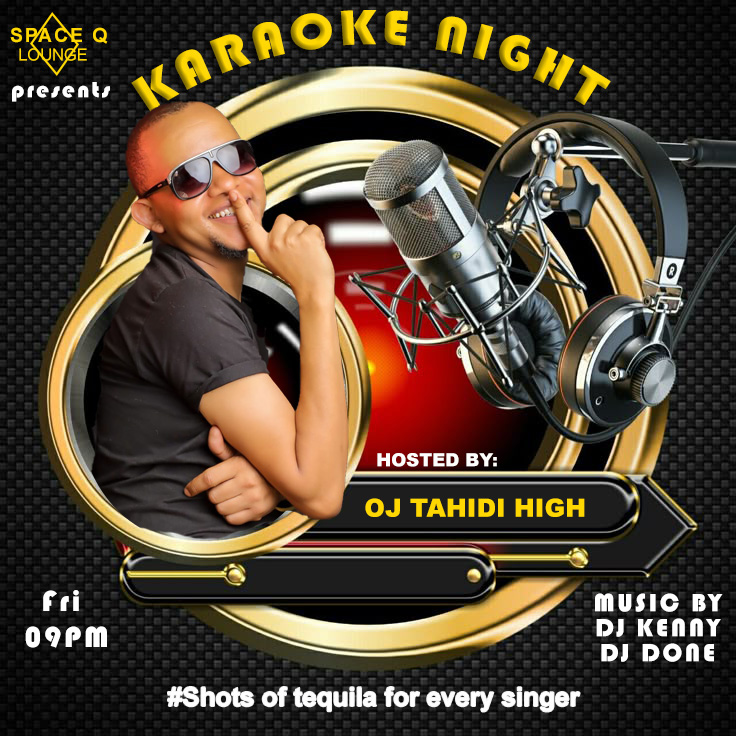 SPACE Q
LOUNGE
presents
KARAOKE NIGHT
HOSTED BY:
OJ TAHIDI HIGH
Fri
09PM
MUSIC BY
DJ KENNY
DJ DONE
#Shots of tequila for every singer
R